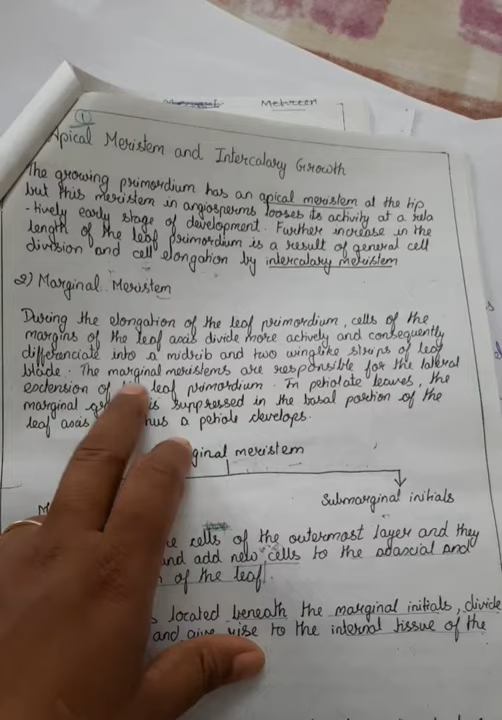 Mehreen
1
Apical Meristem and Intercalary Growth
The growing primordium has an apical meristem at the tip
but this meristem in angiosperms looses its activity at a rela
-tively early stage of development. Further increase in the
length of the leaf primordium is a result of general cell
division and cell elongation by intercalary meristem
2) Marginal Meristem
During the elongation of the leaf primordium, cells of the
margins of the leaf axis divide more actively and consequently
differenciate into a midrib and two winglike strips of leaf
blade. The marginal meristems are responsible for the lateral
extension of leaf primordium. In petiolate leaves, the
marginal is suppressed in the basal portion of the
leaf axis thus a petiole develops.
ginal meristem
Submarginal initials
cells of the outermost layer and they
and add new cells to the adaxial and
of the leaf.
located beneath the marginal initials, divide
and give rise to the internal tissue of the